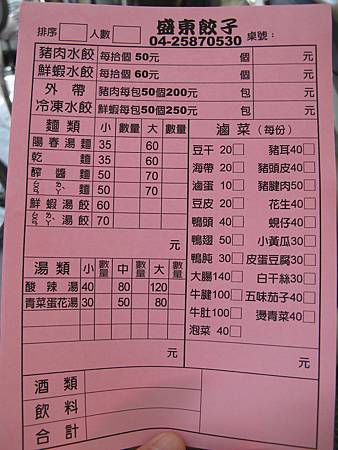 排序 人數 盛東餃子
04-25870530 桌號:
豬肉水餃 每拾個 50元 個 元
鮮蝦水餃 每拾個 60元 個 元
外帶 豬肉每包50個200元 包 元
冷凍水餃 鮮蝦每包50個250元 包 元
麵類 小 數量 大 數量
陽春湯麵 35 60
乾麵 35 60
醡醬麵 50 70
ㄍㄚ ㄌㄚˊ麵 50 70
鮮蝦湯餃 60
湯餃 70
元
滷菜(每份)
豆干 20 豬耳40
海帶 20 豬頭皮40
滷蛋 10 豬腱肉50
豆皮 20 花生40
鴨頭 40 蜆仔40
鴨翅 50 小黃瓜30
鴨肫 30 皮蛋豆腐30
大腸140 白干絲30
牛腱100 五味茄子40
牛肚100 燙青菜40
泡菜 40
元
湯類 小 數量 中 數量 大 數量
酸辣湯 40 80 120
青菜蛋花湯 30 50 80
元
酒類
飲料
合計